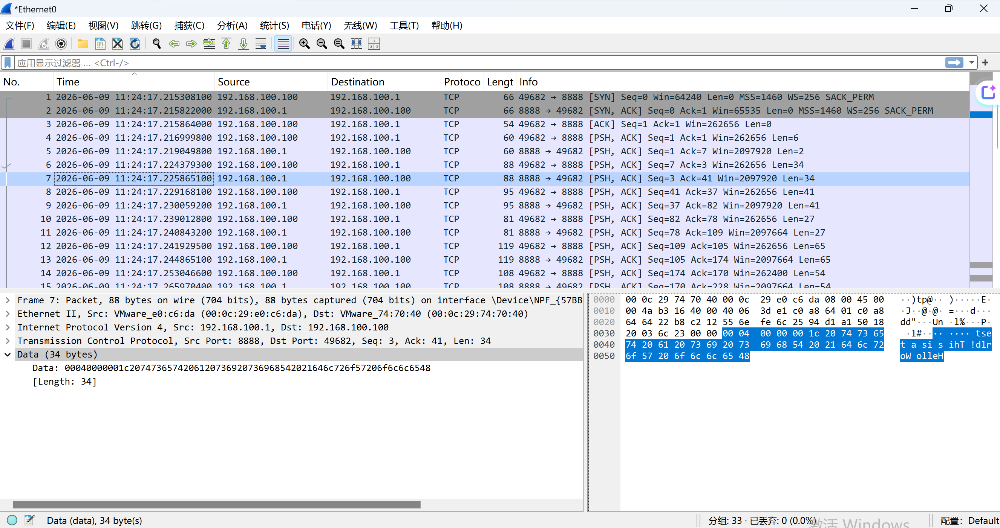 *Ethernet0
文件(F) 编辑(E) 视图(V) 跳转(G) 捕获(C) 分析(A) 统计(S) 电话(Y) 无线(W) 工具(T) 帮助(H)
应用显示过滤器 … <Ctrl-/>
No. Time Source Destination Protoco Lengt Info
1 2026-06-09 11:24:17.215308100 192.168.100.100 192.168.100.1 TCP 66 49682 → 8888 [SYN] Seq=0 Win=64240 Len=0 MSS=1460 WS=256 SACK_PERM
2 2026-06-09 11:24:17.215822000 192.168.100.1 192.168.100.100 TCP 66 8888 → 49682 [SYN, ACK] Seq=0 Ack=1 Win=65535 Len=0 MSS=1460 WS=256 SACK_PERM
3 2026-06-09 11:24:17.215864000 192.168.100.100 192.168.100.1 TCP 54 49682 → 8888 [ACK] Seq=1 Ack=1 Win=262656 Len=0
4 2026-06-09 11:24:17.216999800 192.168.100.100 192.168.100.1 TCP 60 49682 → 8888 [PSH, ACK] Seq=1 Ack=1 Win=262656 Len=6
5 2026-06-09 11:24:17.219049800 192.168.100.1 192.168.100.100 TCP 60 8888 → 49682 [PSH, ACK] Seq=1 Ack=7 Win=2097920 Len=2
6 2026-06-09 11:24:17.224379300 192.168.100.100 192.168.100.1 TCP 88 49682 → 8888 [PSH, ACK] Seq=7 Ack=3 Win=262656 Len=34
7 2026-06-09 11:24:17.225865100 192.168.100.1 192.168.100.100 TCP 88 8888 → 49682 [PSH, ACK] Seq=3 Ack=41 Win=2097920 Len=34
8 2026-06-09 11:24:17.229168100 192.168.100.100 192.168.100.1 TCP 95 49682 → 8888 [PSH, ACK] Seq=41 Ack=37 Win=262656 Len=41
9 2026-06-09 11:24:17.230059200 192.168.100.1 192.168.100.100 TCP 95 8888 → 49682 [PSH, ACK] Seq=37 Ack=82 Win=2097920 Len=41
10 2026-06-09 11:24:17.239012800 192.168.100.100 192.168.100.1 TCP 81 49682 → 8888 [PSH, ACK] Seq=82 Ack=78 Win=262656 Len=27
11 2026-06-09 11:24:17.240843200 192.168.100.1 192.168.100.100 TCP 81 8888 → 49682 [PSH, ACK] Seq=78 Ack=109 Win=2097664 Len=27
12 2026-06-09 11:24:17.241929500 192.168.100.100 192.168.100.1 TCP 119 49682 → 8888 [PSH, ACK] Seq=109 Ack=105 Win=262656 Len=65
13 2026-06-09 11:24:17.244865100 192.168.100.1 192.168.100.100 TCP 119 8888 → 49682 [PSH, ACK] Seq=105 Ack=174 Win=2097664 Len=65
14 2026-06-09 11:24:17.253046600 192.168.100.100 192.168.100.1 TCP 108 49682 → 8888 [PSH, ACK] Seq=174 Ack=170 Win=262400 Len=54
15 2026-06-09 11:24:17.265970400 192.168.100.1 192.168.100.100 TCP 108 8888 → 49682 [PSH, ACK] Seq=170 Ack=228 Win=2097664 Len=54
Frame 7: Packet, 88 bytes on wire (704 bits), 88 bytes captured (704 bits) on interface \Device\NPF_{57BB
Ethernet II, Src: VMware_e0:c6:da (00:0c:29:e0:c6:da), Dst: VMware_74:70:40 (00:0c:29:74:70:40)
Internet Protocol Version 4, Src: 192.168.100.1, Dst: 192.168.100.100
Transmission Control Protocol, Src Port: 8888, Dst Port: 49682, Seq: 3, Ack: 41, Len: 34
Data (34 bytes)
Data: 00040000001c2074736574206120736920736968542021646c726f57206f6c6c6548
[Length: 34]
0000 00 0c 29 74 70 40 00 0c 29 e0 c6 da 08 00 45 00 ··)tp@·· )·····E·
0010 00 4a b3 16 40 00 40 06 3d e1 c0 a8 64 01 c0 a8 ·J··@·@· =···d···
0020 64 64 22 b8 c2 12 55 6e fe 6c 25 94 d1 a1 50 18 dd"···Un ·l%···P·
0030 20 03 6c 23 00 00 00 04 00 00 00 1c 20 74 73 65 ·l#···· ···· tse
0040 74 20 61 20 73 69 20 73 69 68 54 20 21 64 6c 72 t a si s ihT !dlr
0050 6f 57 20 6f 6c 6c 65 48 oW olleH
Data (data), 34 byte(s)
分组: 33 · 已丢弃: 0 (0.0%)
激活 Windows
配置: Default